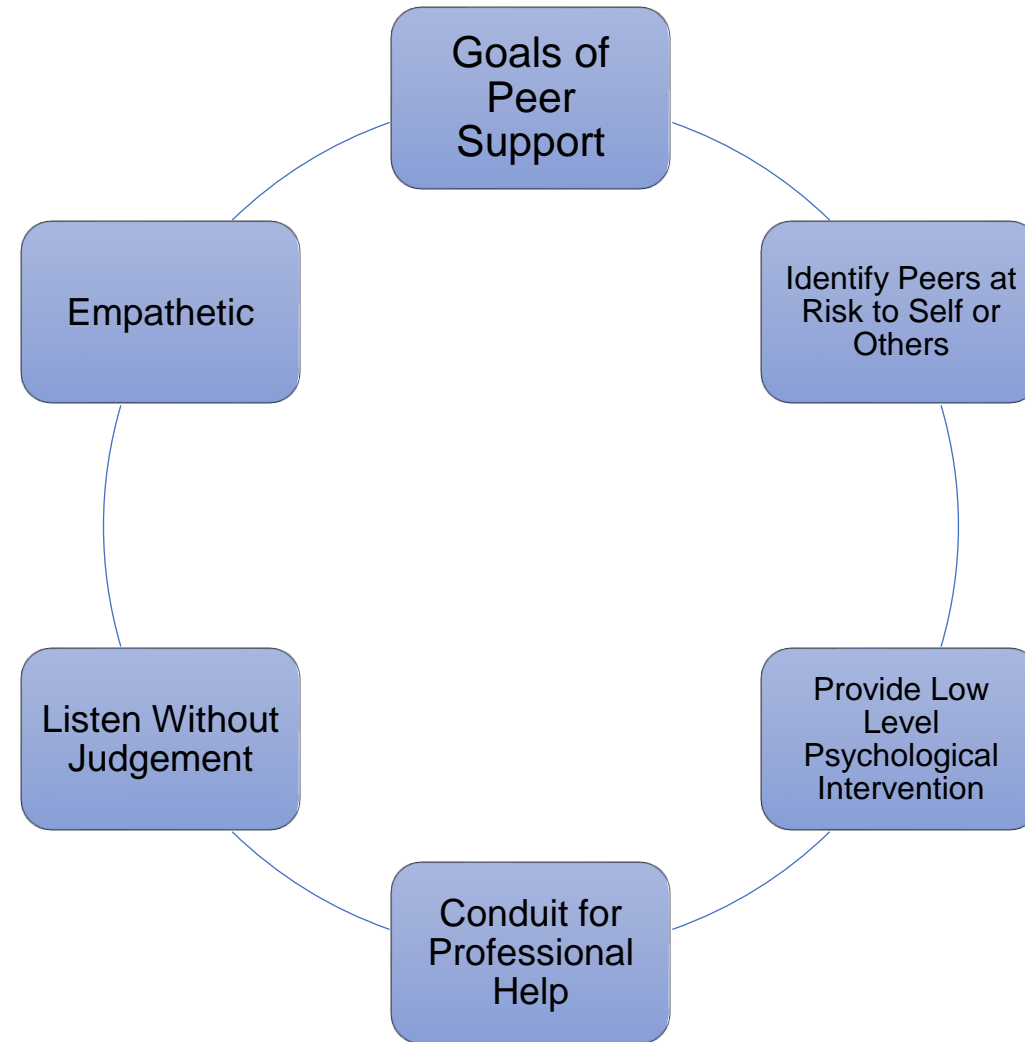 Goals of
Peer
Support
Identify Peers at
Risk to Self or
Others
Provide Low
Level
Psychological
Intervention
Conduit for
Professional
Help
Listen Without
Judgement
Empathetic